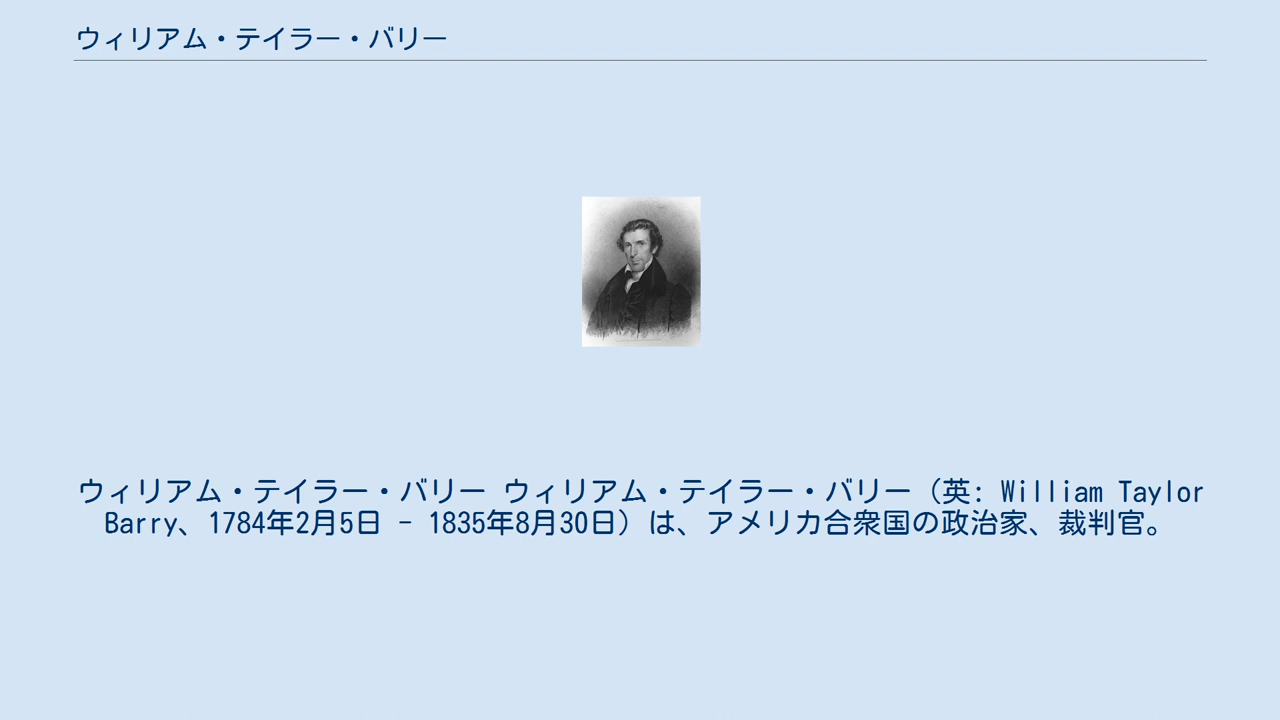 ウィリアム・テイラー・バリー
ウィリアム・テイラー・バリー ウィリアム・テイラー・バリー（英: William Taylor
Barry、1784年2月5日 - 1835年8月30日）は、アメリカ合衆国の政治家、裁判官。